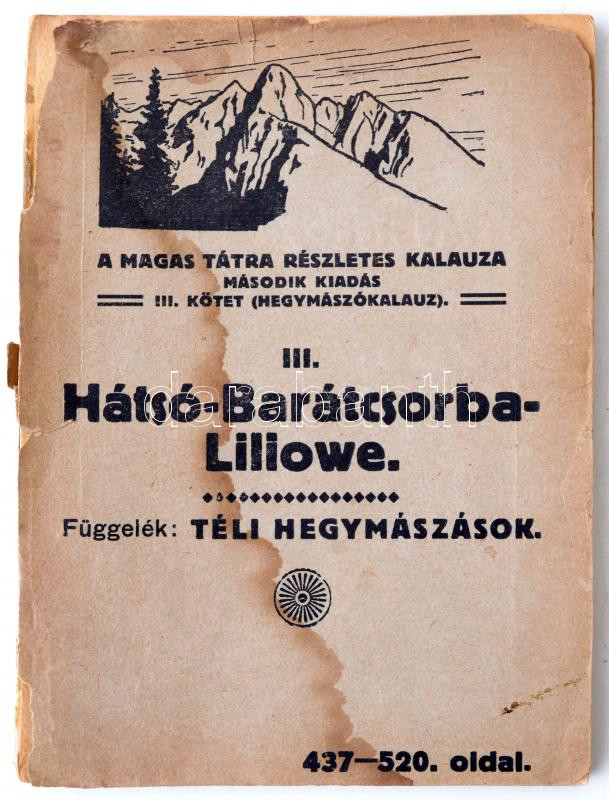 A MAGAS TÁTRA RÉSZLETES KALAUZA
MÁSODIK KIADÁS
III. KÖTET (HEGYMÁSZÓKALAUZ).
III.
Hátsó-Barátcsorba-
Liliowe.
Függelék: TÉLI HEGYMÁSZÁSOK.
437—520. oldal.
darabanth